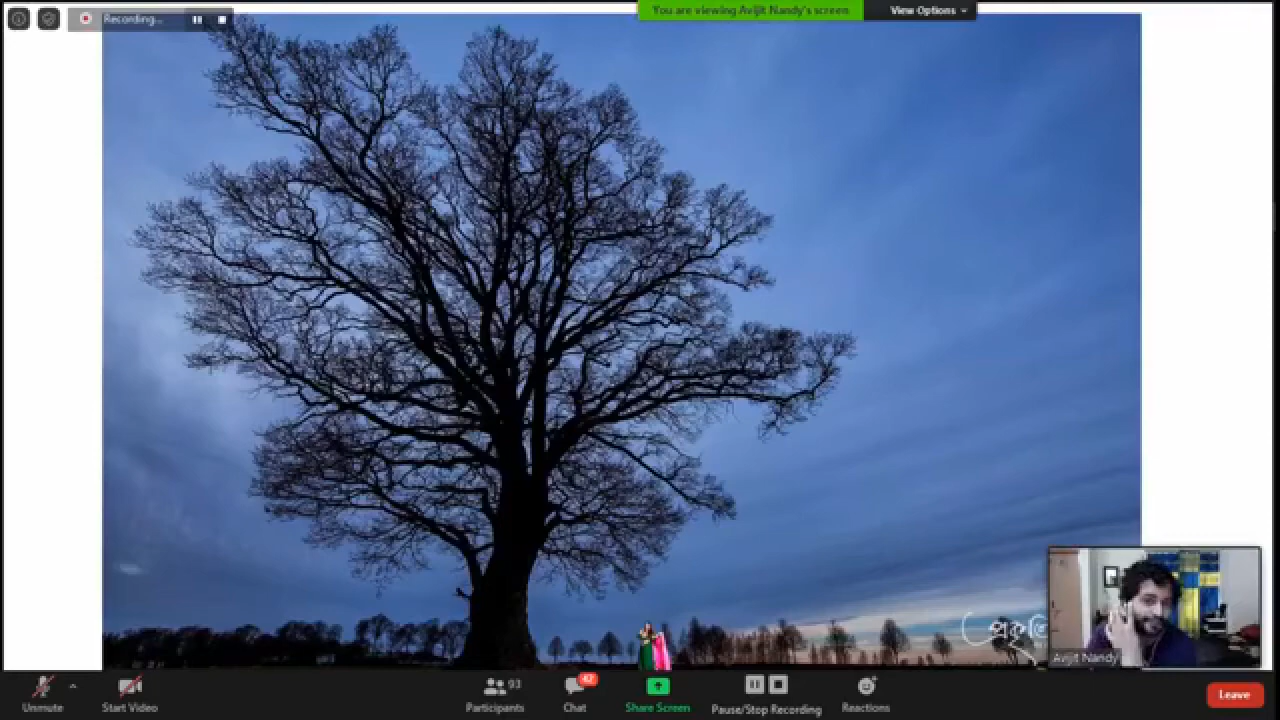 Recording...
You are viewing Avijit Nandy's screen
View Options
Avijit Nandy
Unmute
Start Video
Participants
93
Chat
42
Share Screen
Pause/Stop Recording
Reactions
Leave